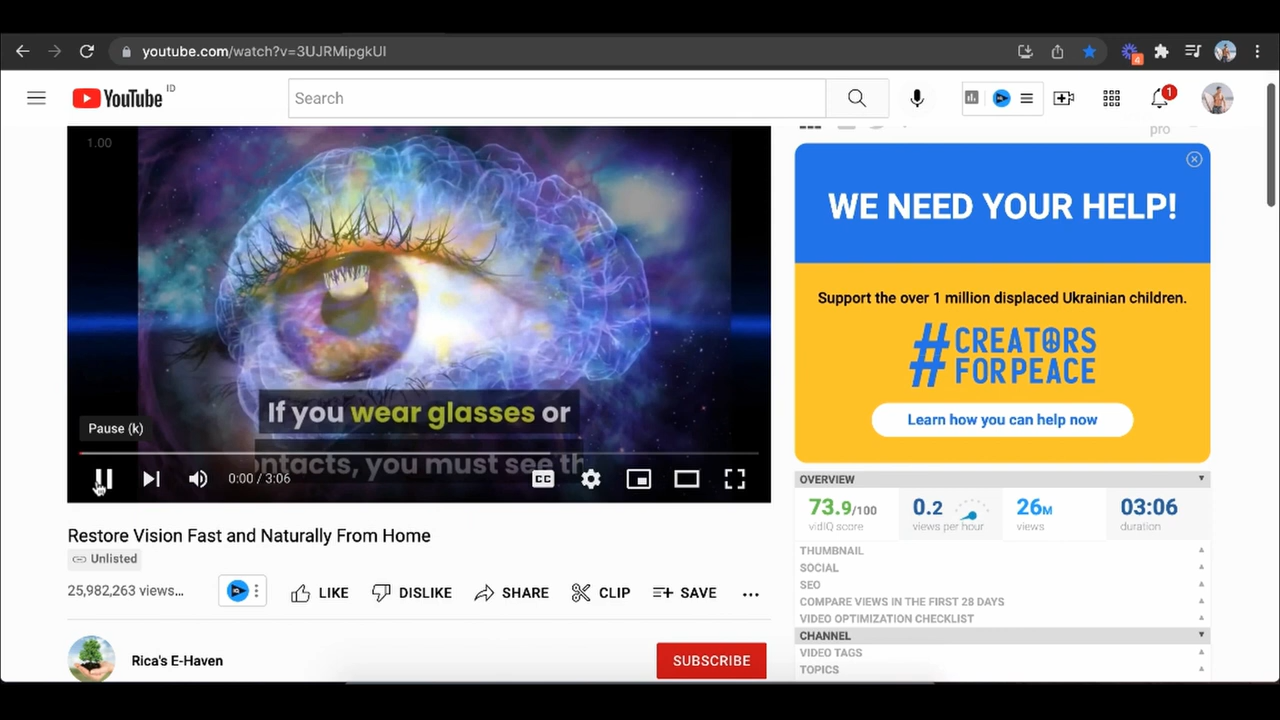 youtube.com/watch?v=3UJRMipgkUI
4
YouTube ID
Search
1
1.00
If you wear glasses or
ntacts, you must see th
Pause (k)
0:00 / 3:06
CC
Restore Vision Fast and Naturally From Home
Unlisted
25,982,263 views...
LIKE
DISLIKE
SHARE
CLIP
SAVE
Rica's E-Haven
SUBSCRIBE
pro
WE NEED YOUR HELP!
Support the over 1 million displaced Ukrainian children.
#CREATORS
FORPEACE
Learn how you can help now
OVERVIEW
73.9/100 0.2 26M 03:06
vidIQ score views per hour views duration
THUMBNAIL
SOCIAL
SEO
COMPARE VIEWS IN THE FIRST 28 DAYS
VIDEO OPTIMIZATION CHECKLIST
CHANNEL
VIDEO TAGS
TOPICS